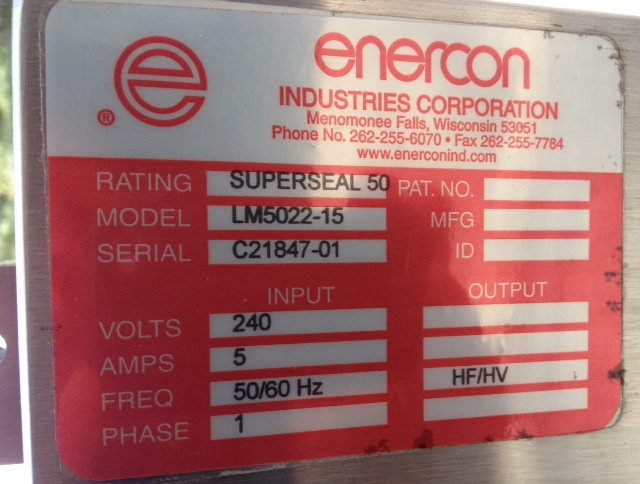 enercon
®
INDUSTRIES CORPORATION
Menomonee Falls, Wisconsin 53051
Phone No. 262-255-6070 • Fax 262-255-7784
www.enerconind.com
RATING SUPERSEAL 50 PAT. NO.
MODEL LM5022-15 MFG
SERIAL C21847-01 ID
INPUT OUTPUT
VOLTS 240
AMPS 5
FREQ 50/60 Hz HF/HV
PHASE 1